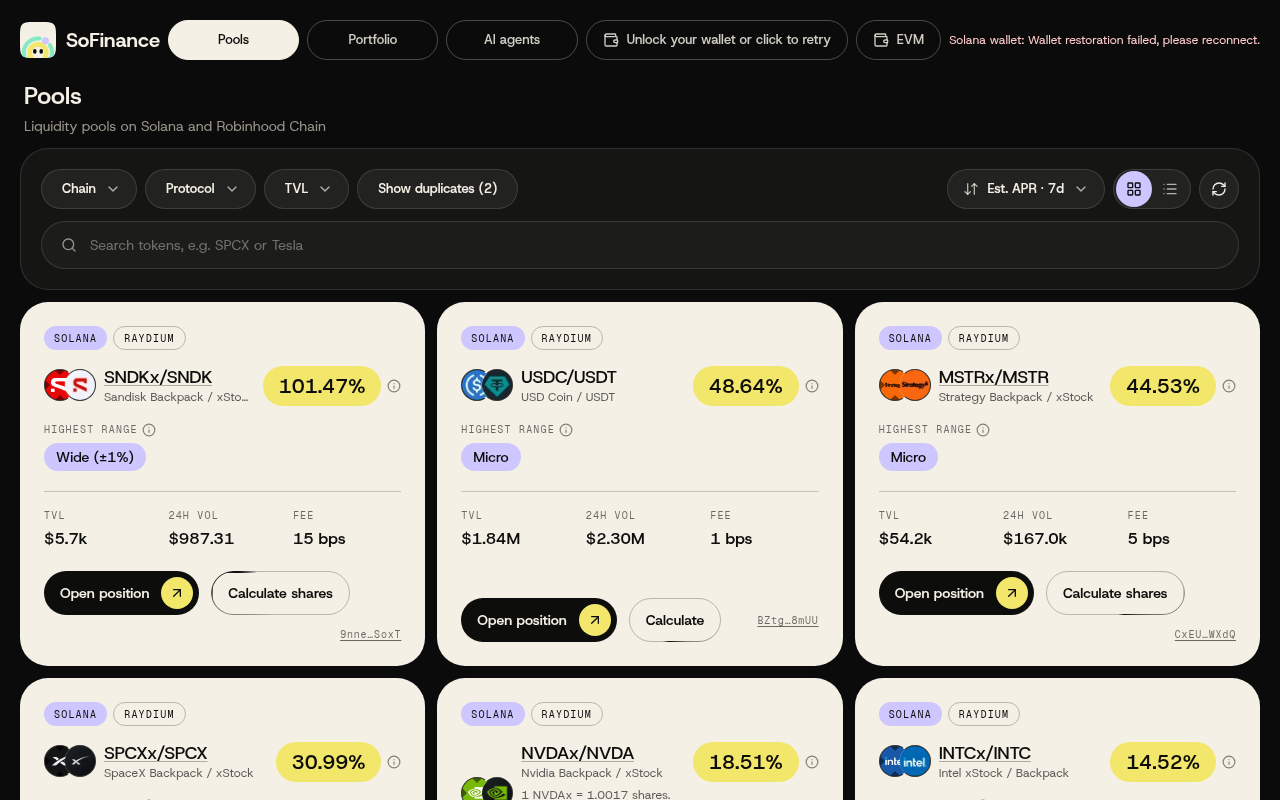 SoFinance
Pools
Portfolio
AI agents
Unlock your wallet or click to retry
EVM
Solana wallet: Wallet restoration failed, please reconnect.
Pools
Liquidity pools on Solana and Robinhood Chain
Chain
Protocol
TVL
Show duplicates (2)
Est. APR · 7d
Search tokens, e.g. SPCX or Tesla
SOLANA
RAYDIUM
SNDKx/SNDK
Sandisk Backpack / xSto...
101.47%
HIGHEST RANGE
Wide (±1%)
TVL
24H VOL
FEE
$5.7k
$987.31
15 bps
Open position
Calculate shares
9nne…SoxT
SOLANA
RAYDIUM
USDC/USDT
USD Coin / USDT
48.64%
HIGHEST RANGE
Micro
TVL
24H VOL
FEE
$1.84M
$2.30M
1 bps
Open position
Calculate
BZtg…8mUU
SOLANA
RAYDIUM
MSTRx/MSTR
Strategy Backpack / xStock
44.53%
HIGHEST RANGE
Micro
TVL
24H VOL
FEE
$54.2k
$167.0k
5 bps
Open position
Calculate shares
CxEU…WXdQ
SOLANA
RAYDIUM
SPCXx/SPCX
SpaceX Backpack / xStock
30.99%
SOLANA
RAYDIUM
NVDAx/NVDA
Nvidia Backpack / xStock
1 NVDAx = 1.0017 shares.
18.51%
SOLANA
RAYDIUM
INTCx/INTC
Intel xStock / Backpack
14.52%